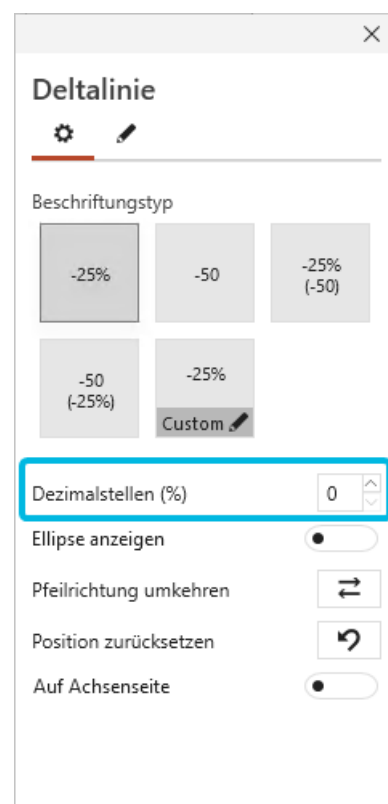 Deltalinie
Beschriftungstyp
-25%
-50
-25%
(-50)
-50
(-25%)
-25%
Custom
Dezimalstellen (%)
0
Ellipse anzeigen
Pfeilrichtung umkehren
Position zurücksetzen
Auf Achsenseite